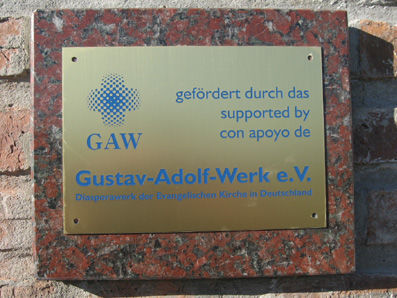 GAW
gefördert durch das
supported by
con apoyo de
Gustav-Adolf-Werk e.V.
Diasporawerk der Evangelischen Kirche in Deutschland